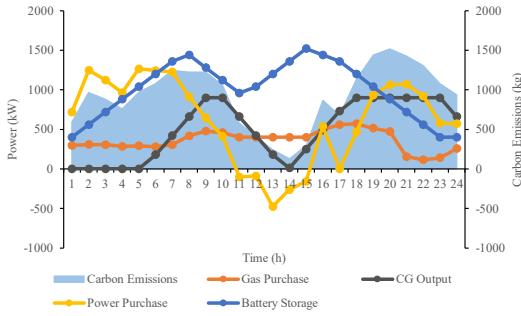 2000 2000
1500 1500
1000 1000
500 500
0 0
1 2 3 4 5 6 7 8 9 10 11 12 13 14 15 16 17 18 19 20 21 22 23 24
-500 -500
-1000 -1000
Power (kW)
Carbon Emissions (kg)
Time (h)
Carbon Emissions Gas Purchase CG Output
Power Purchase Battery Storage